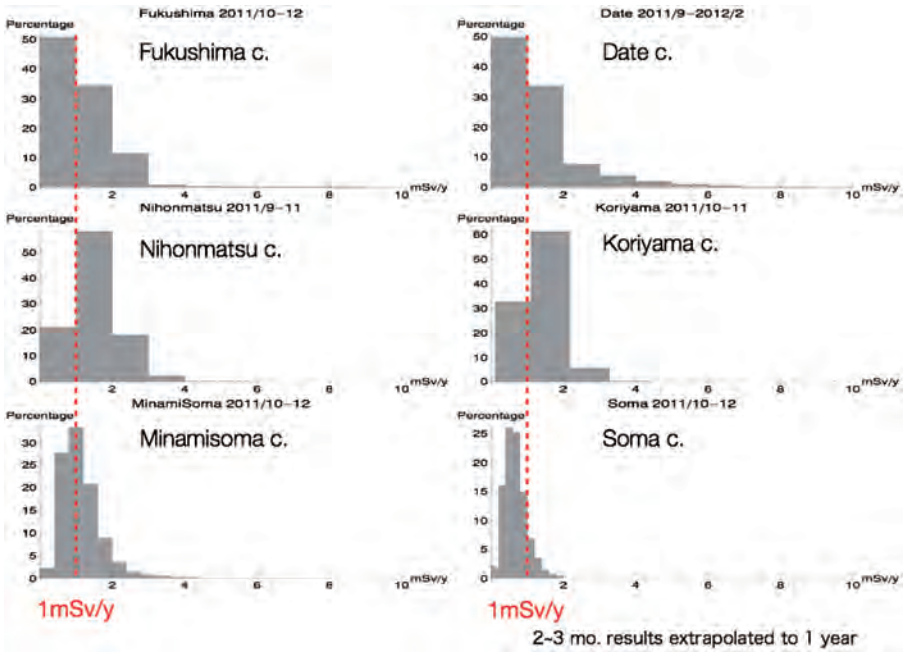 Fukushima 2011/10-12
Percentage
Fukushima c.
50
40
30
20
10
0
2
4
6
8
10
mSv/y
Date 2011/9-2012/2
Percentage
Date c.
50
40
30
20
10
0
2
4
6
8
10
mSv/y
Nihonmatsu 2011/9-11
Percentage
Nihonmatsu c.
50
40
30
20
10
0
2
4
6
8
10
mSv/y
Koriyama 2011/10-11
Percentage
Koriyama c.
60
50
40
30
20
10
0
2
4
6
8
10
mSv/y
MinamiSoma 2011/10-12
Percentage
Minamisoma c.
30
25
20
15
10
5
0
2
4
6
8
10
mSv/y
Soma 2011/10-12
Percentage
Soma c.
25
20
15
10
5
0
2
4
6
8
10
mSv/y
1mSv/y
1mSv/y
2~3 mo. results extrapolated to 1 year